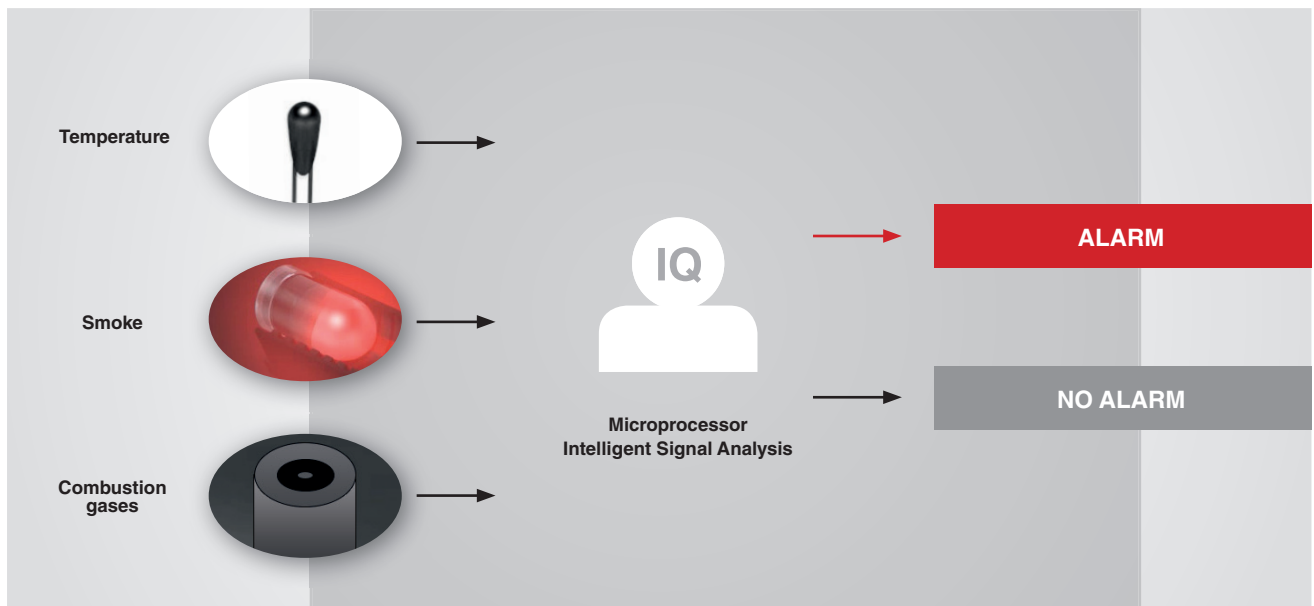 Temperature
Smoke
Combustion
gases
IQ
Microprocessor
Intelligent Signal Analysis
ALARM
NO ALARM